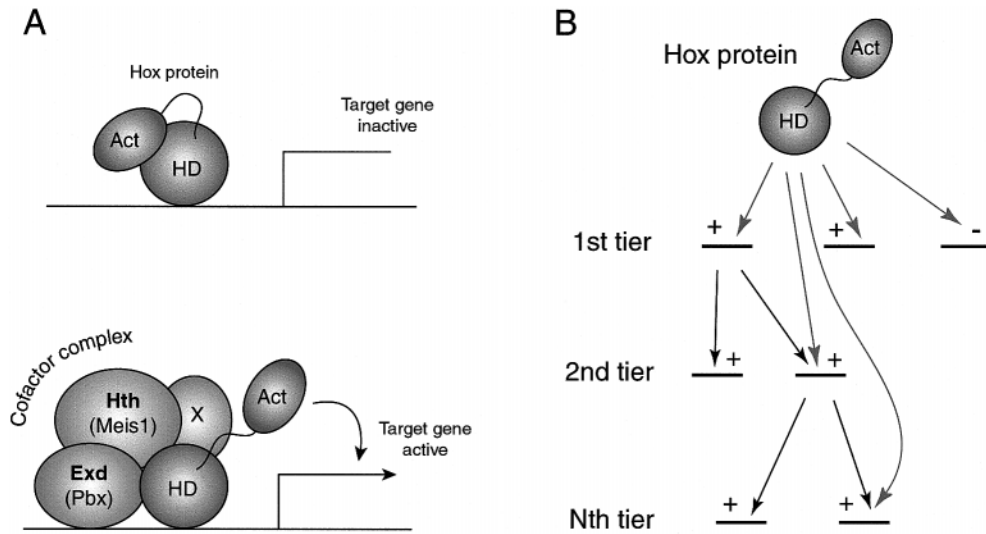 A
Hox protein
Act
HD
Target gene
inactive
Cofactor complex
Hth
(Meis1)
X
Act
Exd
(Pbx)
HD
Target gene
active
B
Hox protein
Act
HD
1st tier
+
+
-
2nd tier
+
+
Nth tier
+
+